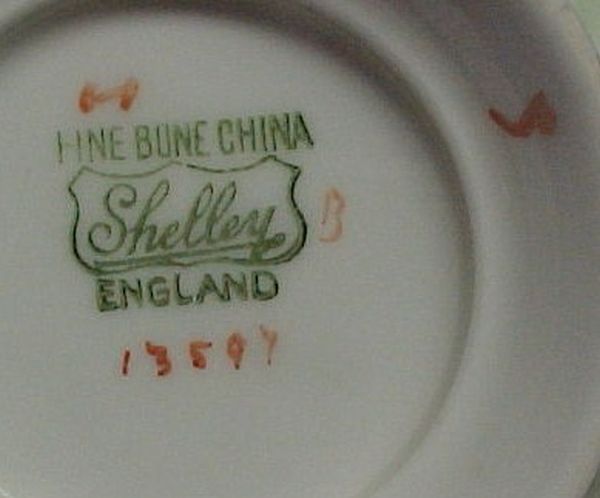 FINE BONE CHINA
Shelley
B
ENGLAND
13597